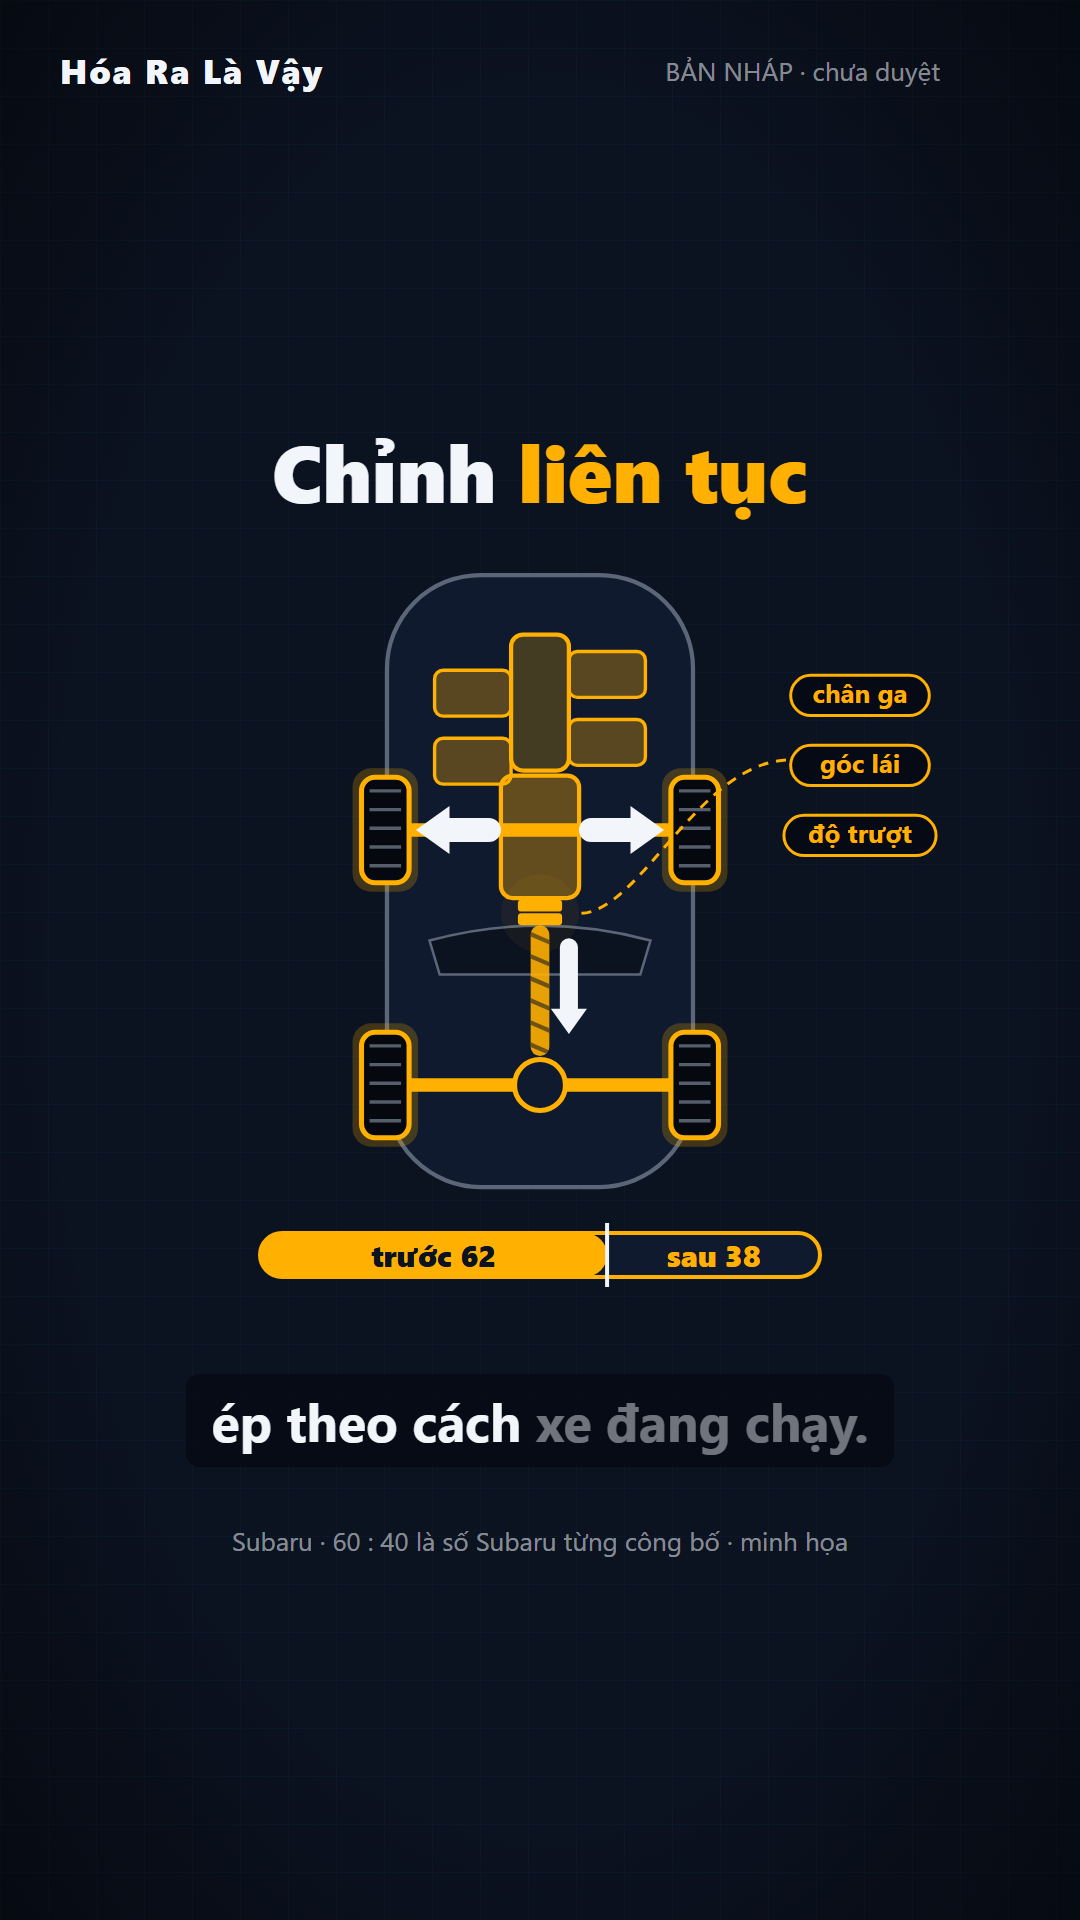 Hóa Ra Là Vậy
BẢN NHÁP · chưa duyệt
Chỉnh liên tục
chân ga
góc lái
độ trượt
trước 62
sau 38
ép theo cách xe đang chạy.
Subaru · 60 : 40 là số Subaru từng công bố · minh họa